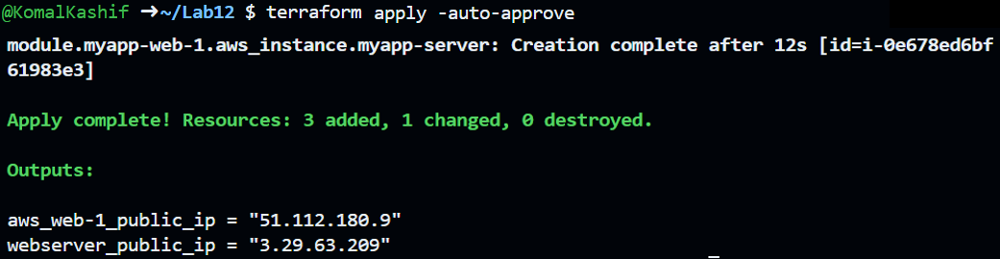 @KomalKashif ➜~/Lab12 $ terraform apply -auto-approve
module.myapp-web-1.aws_instance.myapp-server: Creation complete after 12s [id=i-0e678ed6bf
61983e3]
Apply complete! Resources: 3 added, 1 changed, 0 destroyed.
Outputs:
aws_web-1_public_ip = "51.112.180.9"
webserver_public_ip = "3.29.63.209"